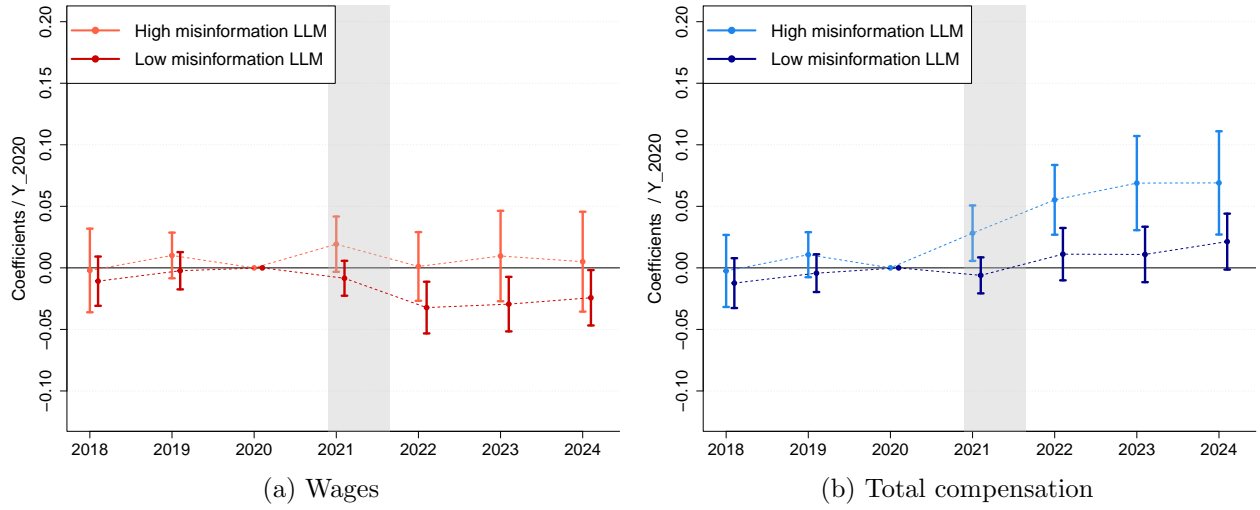 High misinformation LLM
Low misinformation LLM
Coefficients / Y_2020
0.20
0.15
0.10
0.05
0.00
−0.05
−0.10
2018 2019 2020 2021 2022 2023 2024
(a) Wages
High misinformation LLM
Low misinformation LLM
Coefficients / Y_2020
0.20
0.15
0.10
0.05
0.00
−0.05
−0.10
2018 2019 2020 2021 2022 2023 2024
(b) Total compensation